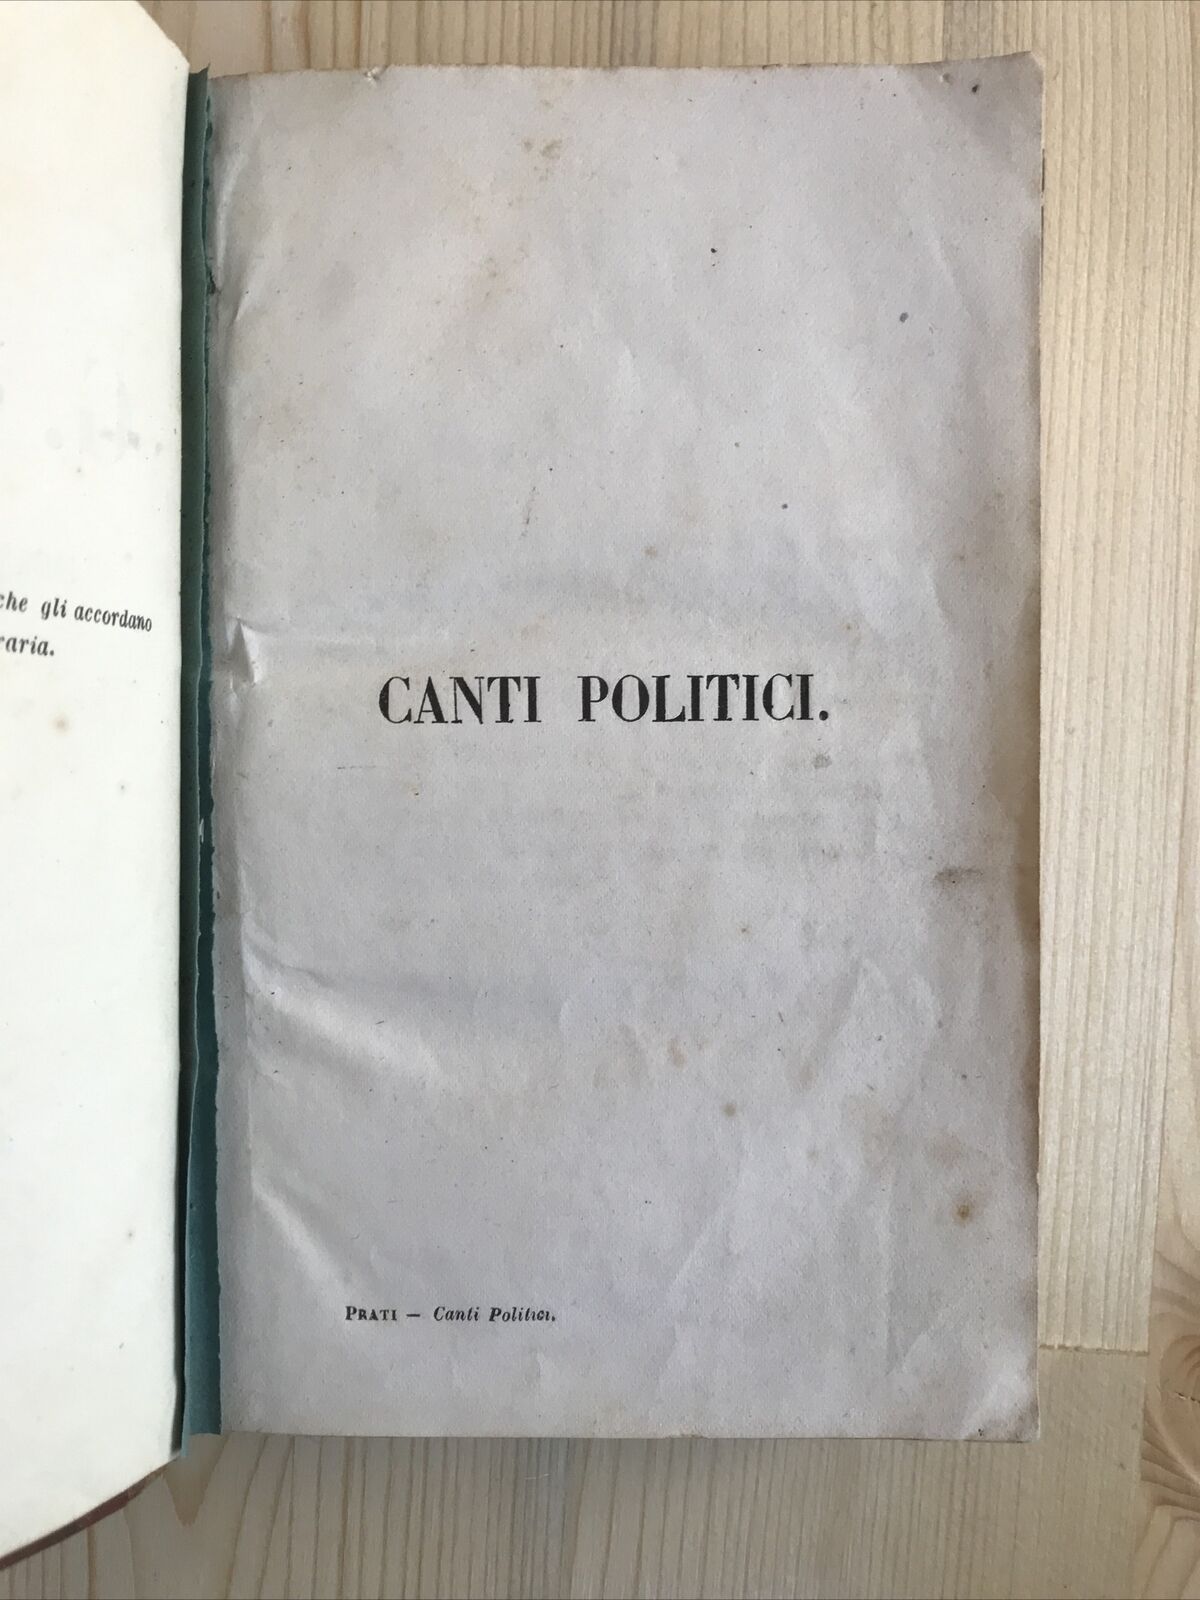 che gli accordano
raria.
CANTI POLITICI.
PRATI — Canti Politici.